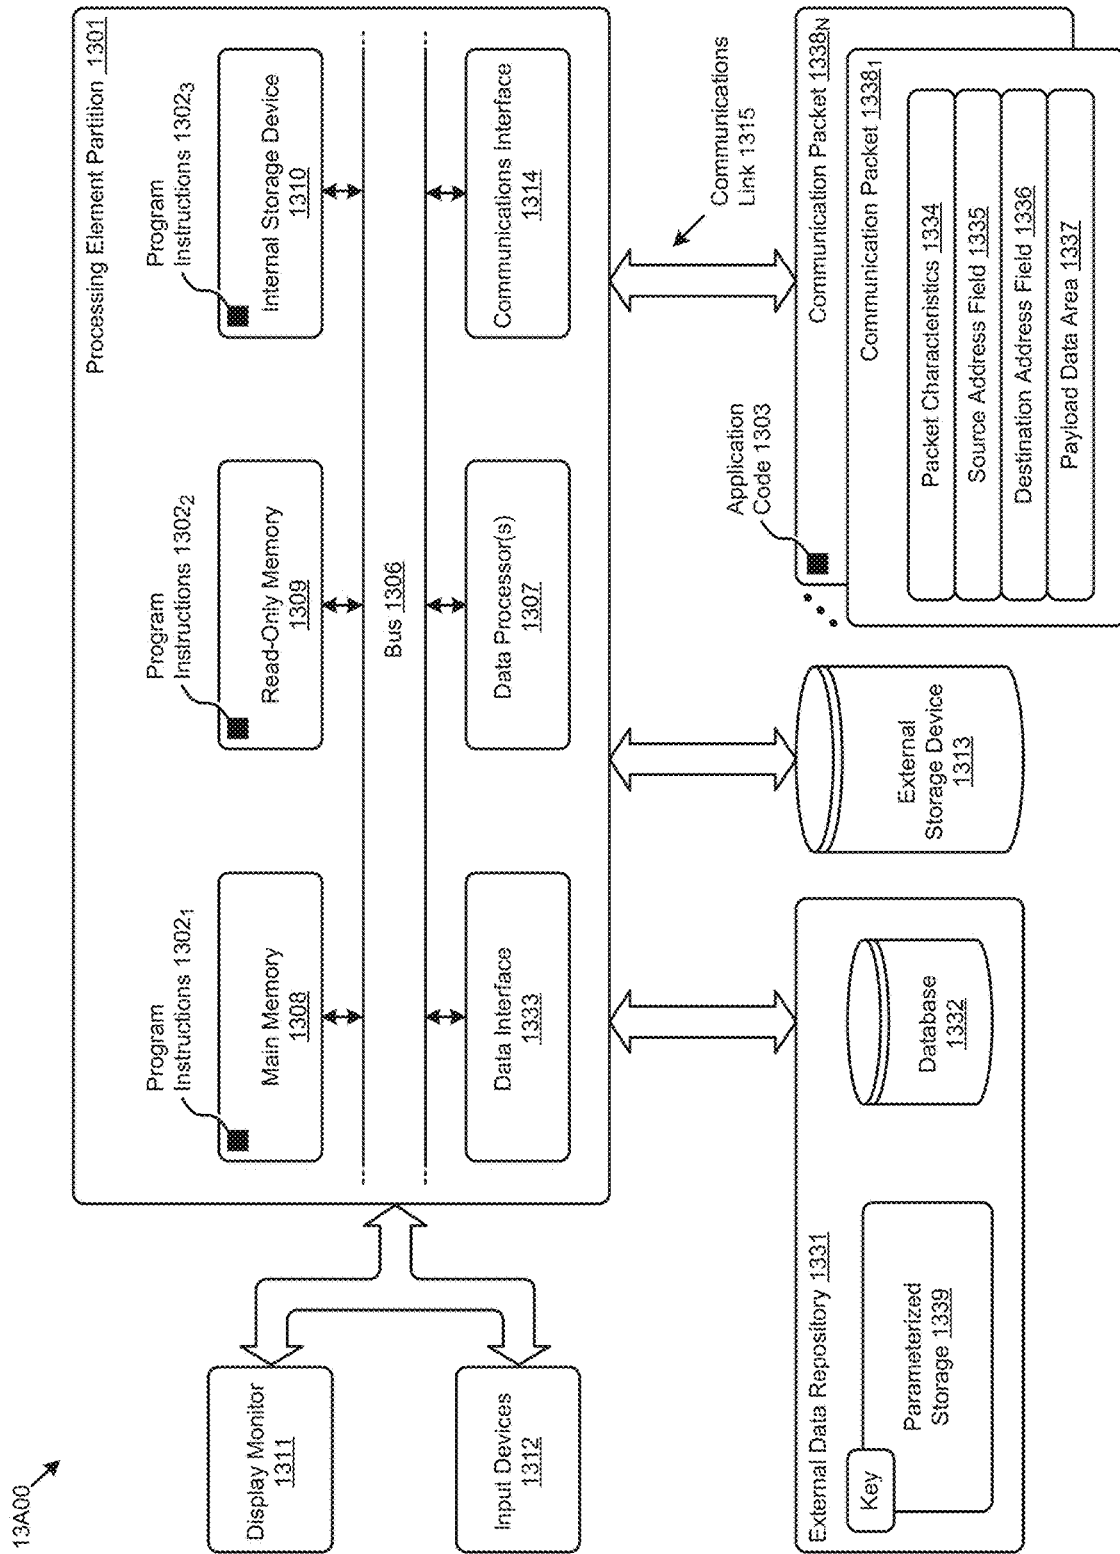 13A00
Processing Element Partition 1301
Program
Instructions 1302₁
Program
Instructions 1302₂
Program
Instructions 1302₃
Main Memory
1308
Read-Only Memory
1309
Internal Storage Device
1310
Display Monitor
1311
Bus 1306
Input Devices
1312
Data Interface
1333
Data Processor(s)
1307
Communications Interface
1314
Communications
Link 1315
Application
Code 1303
External Data Repository 1331
Key
Parameterized
Storage 1339
Database
1332
External
Storage Device
1313
Communication Packet 1338N
Communication Packet 1338₁
Packet Characteristics 1334
Source Address Field 1335
Destination Address Field 1336
Payload Data Area 1337